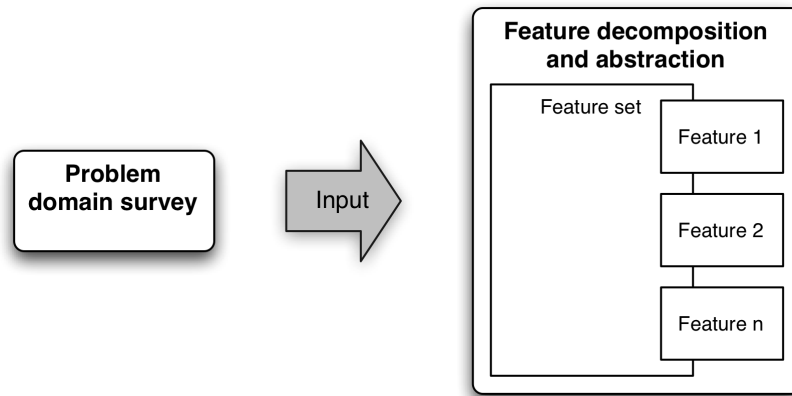 Problem
domain survey
Input
Feature decomposition
and abstraction
Feature set
Feature 1
Feature 2
Feature n